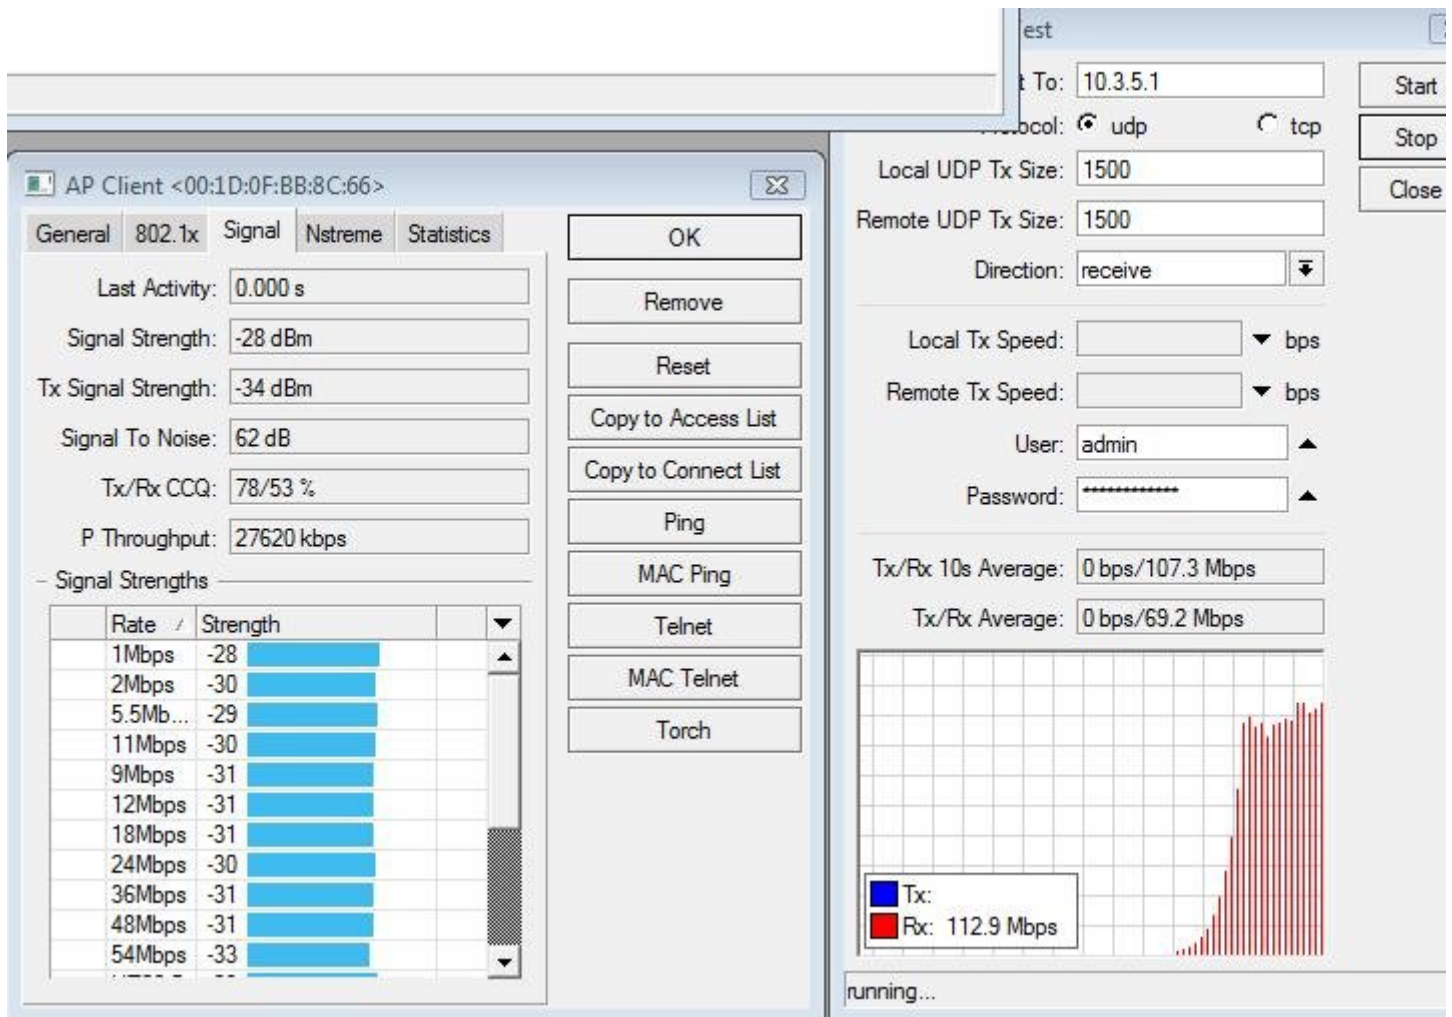 AP Client <00:1D:0F:BB:8C:66>
General 802.1x Signal Nstreme Statistics
Last Activity: 0.000 s
Signal Strength: -28 dBm
Tx Signal Strength: -34 dBm
Signal To Noise: 62 dB
Tx/Rx CCQ: 78/53 %
P Throughput: 27620 kbps
Signal Strengths
Rate Strength
1Mbps -28
2Mbps -30
5.5Mb... -29
11Mbps -30
9Mbps -31
12Mbps -31
18Mbps -31
24Mbps -30
36Mbps -31
48Mbps -31
54Mbps -33
OK
Remove
Reset
Copy to Access List
Copy to Connect List
Ping
MAC Ping
Telnet
MAC Telnet
Torch
est
t To: 10.3.5.1
ocol: udp tcp
Local UDP Tx Size: 1500
Remote UDP Tx Size: 1500
Direction: receive
Local Tx Speed: bps
Remote Tx Speed: bps
User: admin
Password: ************
Tx/Rx 10s Average: 0 bps/107.3 Mbps
Tx/Rx Average: 0 bps/69.2 Mbps
Tx:
Rx: 112.9 Mbps
running...
Start
Stop
Close